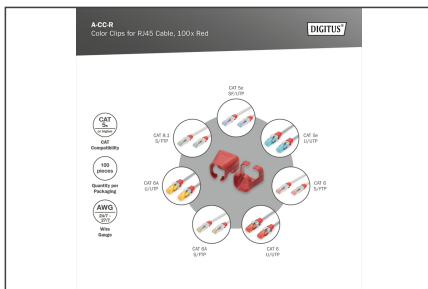 A-CC-R
Color Clips for RJ45 Cable, 100x Red
DIGITUS®
CAT 5e
SF/UTP
CAT 5e
U/UTP
CAT 6
S/FTP
CAT 6
U/UTP
CAT 6A
S/FTP
CAT 6A
U/UTP
CAT 8.1
S/FTP
CAT
5e
or higher
CAT
Compatibility
100
pieces
Quantity per
Packaging
AWG
Wire
Gauge